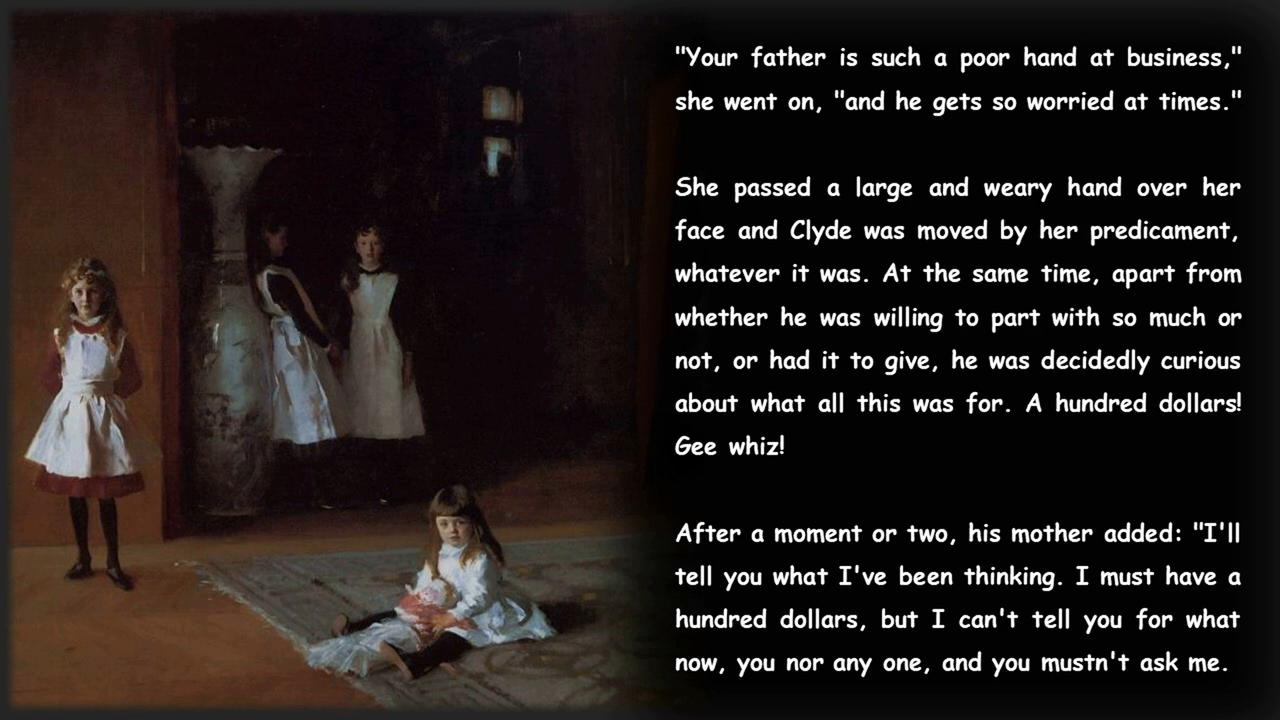 "Your father is such a poor hand at business,"
she went on, "and he gets so worried at times."
She passed a large and weary hand over her
face and Clyde was moved by her predicament,
whatever it was. At the same time, apart from
whether he was willing to part with so much or
not, or had it to give, he was decidedly curious
about what all this was for. A hundred dollars!
Gee whiz!
After a moment or two, his mother added: "I'll
tell you what I've been thinking. I must have a
hundred dollars, but I can't tell you for what
now, you nor any one, and you mustn't ask me.